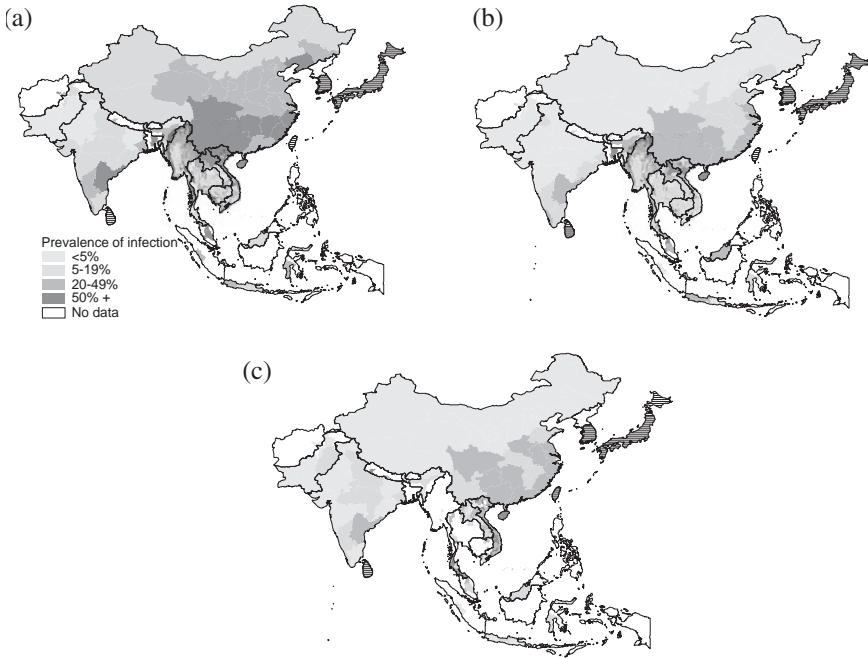 (a)
(b)
Prevalence of infection
<5%
5-19%
20-49%
50% +
No data
(c)